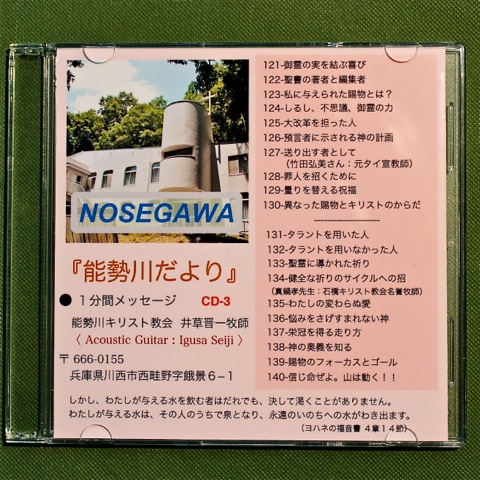 NOSEGAWA
『能勢川だより』
● 1分間メッセージ CD-3
能勢川キリスト教会 井草晋一牧師
〈 Acoustic Guitar : Igusa Seiji 〉
〒666-0155
兵庫県川西市西畦野字餓景6−1
121-御霊の実を結ぶ喜び
122-聖書の著者と編集者
123-私に与えられた賜物とは？
124-しるし、不思議、御霊の力
125-大改革を担った人
126-預言者に示される神の計画
127-送り出す者として
（竹田弘美さん：元タイ宣教師）
128-罪人を招くために
129-量りを替える祝福
130-異なった賜物とキリストのからだ
--------------------
131-タラントを用いた人
132-タラントを用いなかった人
133-聖霊に導かれた祈り
134-健全な祈りのサイクルへの招
（真鍋孝先生：石橋キリスト教会名誉牧師）
135-わたしの変わらぬ愛
136-悩みをさげすまれない神
137-栄冠を得る走り方
138-神の奥義を知る
139-賜物のフォーカスとゴール
140-信じ命ぜよ。山は動く！！
しかし、わたしが与える水を飲む者はだれでも、決して渇くことがありません。
わたしが与える水は、その人のうちで泉となり、永遠のいのちへの水がわき出ます。
（ヨハネの福音書 4章14節）